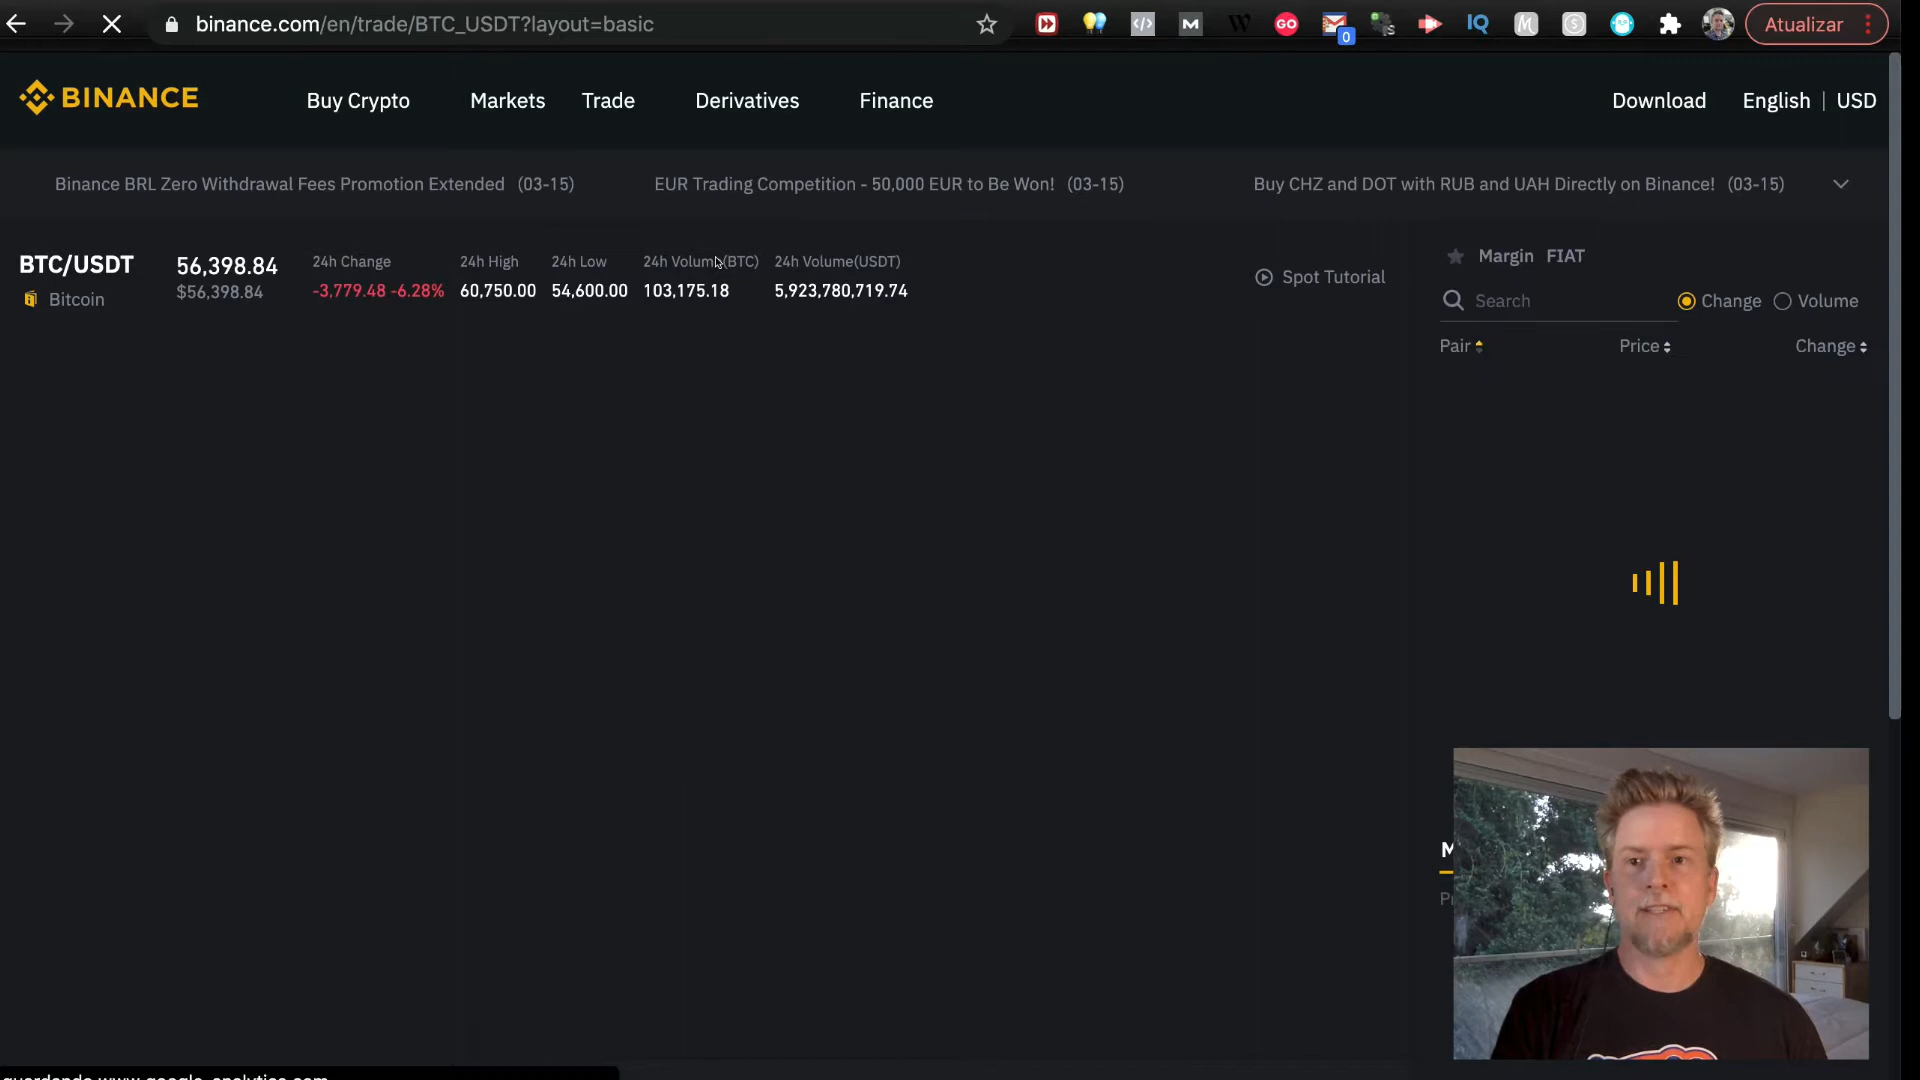 binance.com/en/trade/BTC_USDT?layout=basic
GO
0
IQ
Atualizar
BINANCE
Buy Crypto
Markets
Trade
Derivatives
Finance
Download
English | USD
Binance BRL Zero Withdrawal Fees Promotion Extended (03-15)
EUR Trading Competition - 50,000 EUR to Be Won! (03-15)
Buy CHZ and DOT with RUB and UAH Directly on Binance! (03-15)
BTC/USDT
Bitcoin
56,398.84
$56,398.84
24h Change
-3,779.48 -6.28%
24h High
60,750.00
24h Low
54,600.00
24h Volume(BTC)
103,175.18
24h Volume(USDT)
5,923,780,719.74
Spot Tutorial
Margin FIAT
Search
Change
Volume
Pair
Price
Change